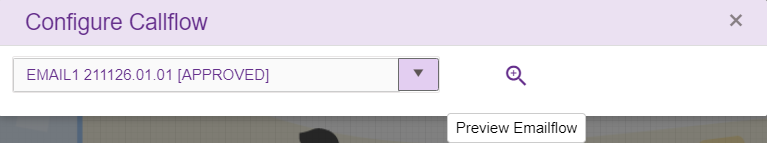 Configure Callflow
×
EMAIL1 211126.01.01 [APPROVED]
Preview Emailflow